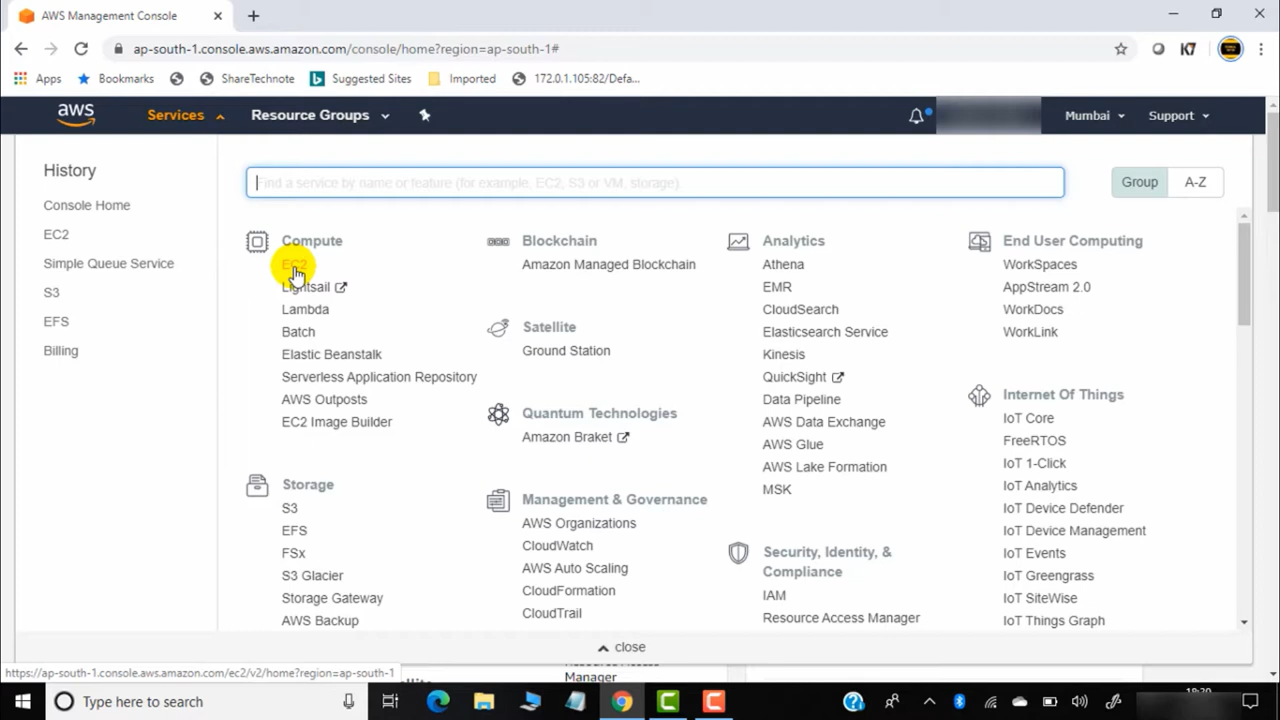 AWS Management Console
ap-south-1.console.aws.amazon.com/console/home?region=ap-south-1#
K7
Apps
Bookmarks
ShareTechnote
Suggested Sites
Imported
172.0.1.105:82/Defa...
aws
Services
Resource Groups
Mumbai
Support
History
Console Home
EC2
Simple Queue Service
S3
EFS
Billing
Find a service by name or feature (for example, EC2, S3 or VM, storage).
Group
A-Z
Compute
EC2
Lightsail
Lambda
Batch
Elastic Beanstalk
Serverless Application Repository
AWS Outposts
EC2 Image Builder
Storage
S3
EFS
FSx
S3 Glacier
Storage Gateway
AWS Backup
Blockchain
Amazon Managed Blockchain
Satellite
Ground Station
Quantum Technologies
Amazon Braket
Management & Governance
AWS Organizations
CloudWatch
AWS Auto Scaling
CloudFormation
CloudTrail
Analytics
Athena
EMR
CloudSearch
Elasticsearch Service
Kinesis
QuickSight
Data Pipeline
AWS Data Exchange
AWS Glue
AWS Lake Formation
MSK
Security, Identity, &
Compliance
IAM
Resource Access Manager
End User Computing
WorkSpaces
AppStream 2.0
WorkDocs
WorkLink
Internet Of Things
IoT Core
FreeRTOS
IoT 1-Click
IoT Analytics
IoT Device Defender
IoT Device Management
IoT Events
IoT Greengrass
IoT SiteWise
IoT Things Graph
close
Manager
https://ap-south-1.console.aws.amazon.com/ec2/v2/home?region=ap-south-1
Type here to search